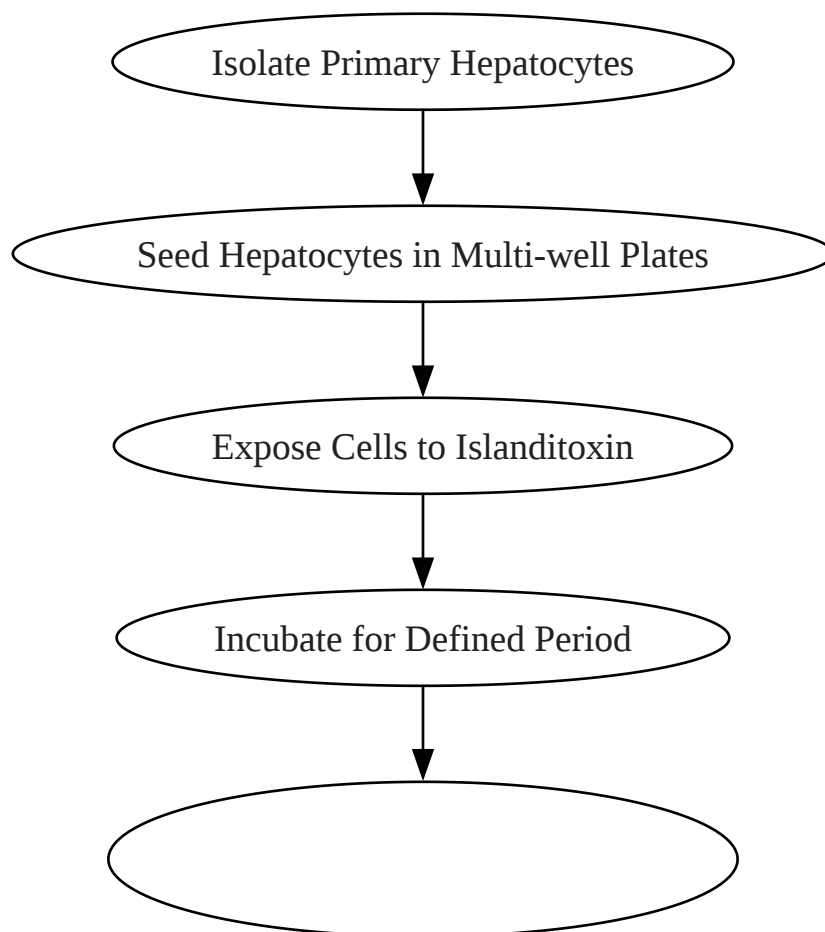 Isolate Primary Hepatocytes
Seed Hepatocytes in Multi-well Plates
Expose Cells to Islanditoxin
Incubate for Defined Period